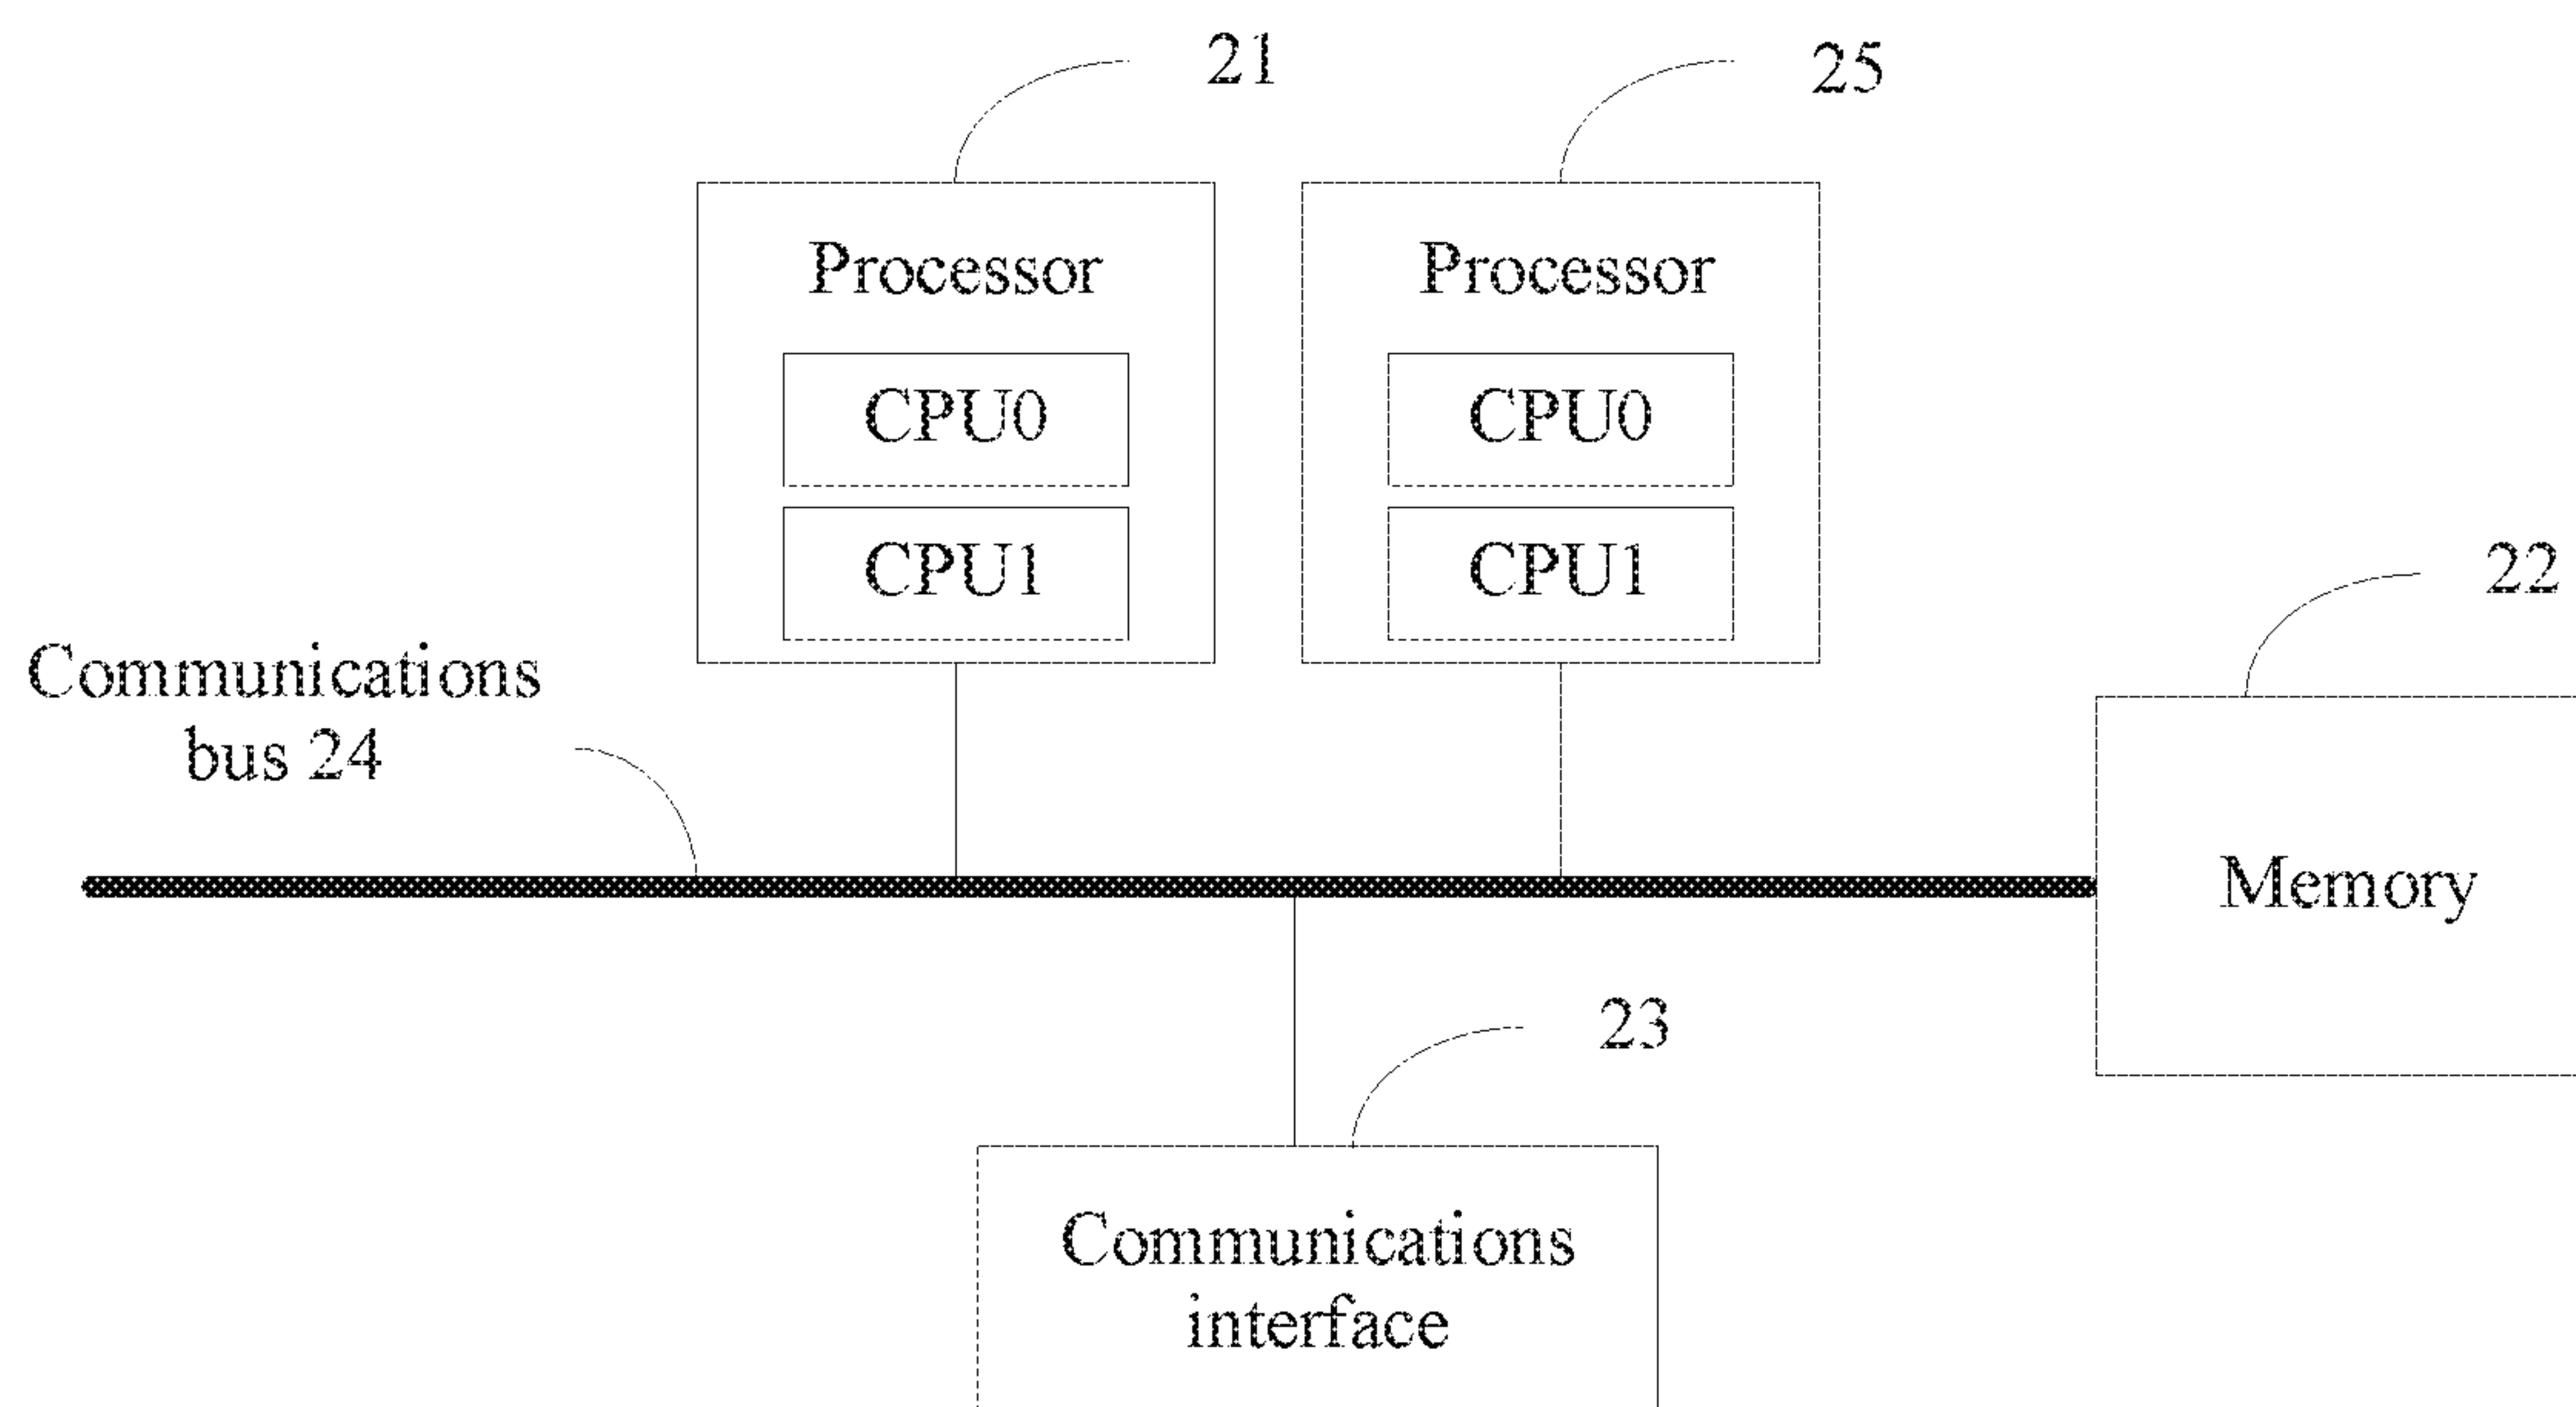 21
25
Processor
CPU0
CPU1
Processor
CPU0
CPU1
22
Communications
bus 24
Memory
23
Communications
interface